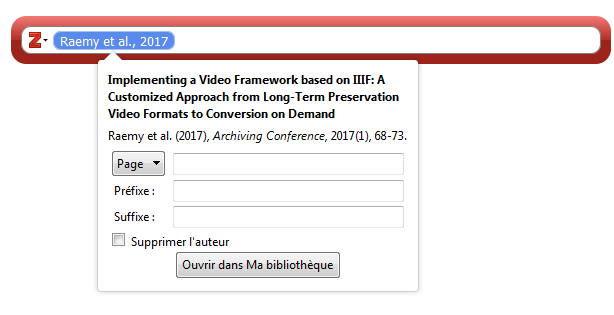 Z Raemy et al., 2017
Implementing a Video Framework based on IIIF: A
Customized Approach from Long-Term Preservation
Video Formats to Conversion on Demand
Raemy et al. (2017), Archiving Conference, 2017(1), 68-73.
Page
Préfixe :
Suffixe :
Supprimer l'auteur
Ouvrir dans Ma bibliothèque